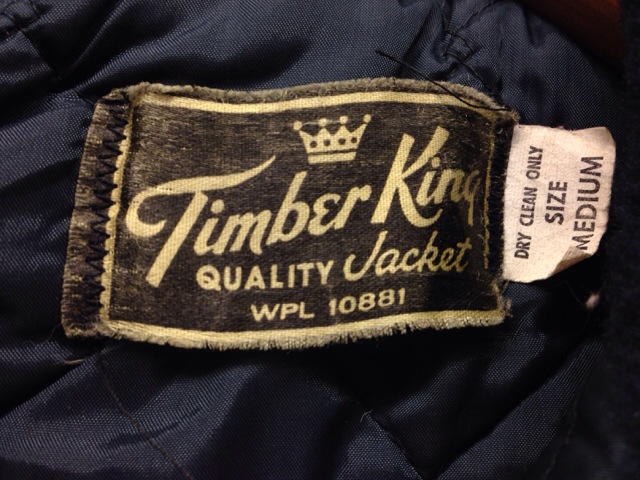 Timber King
QUALITY Jacket
WPL 10881
DRY CLEAN ONLY
SIZE
MEDIUM